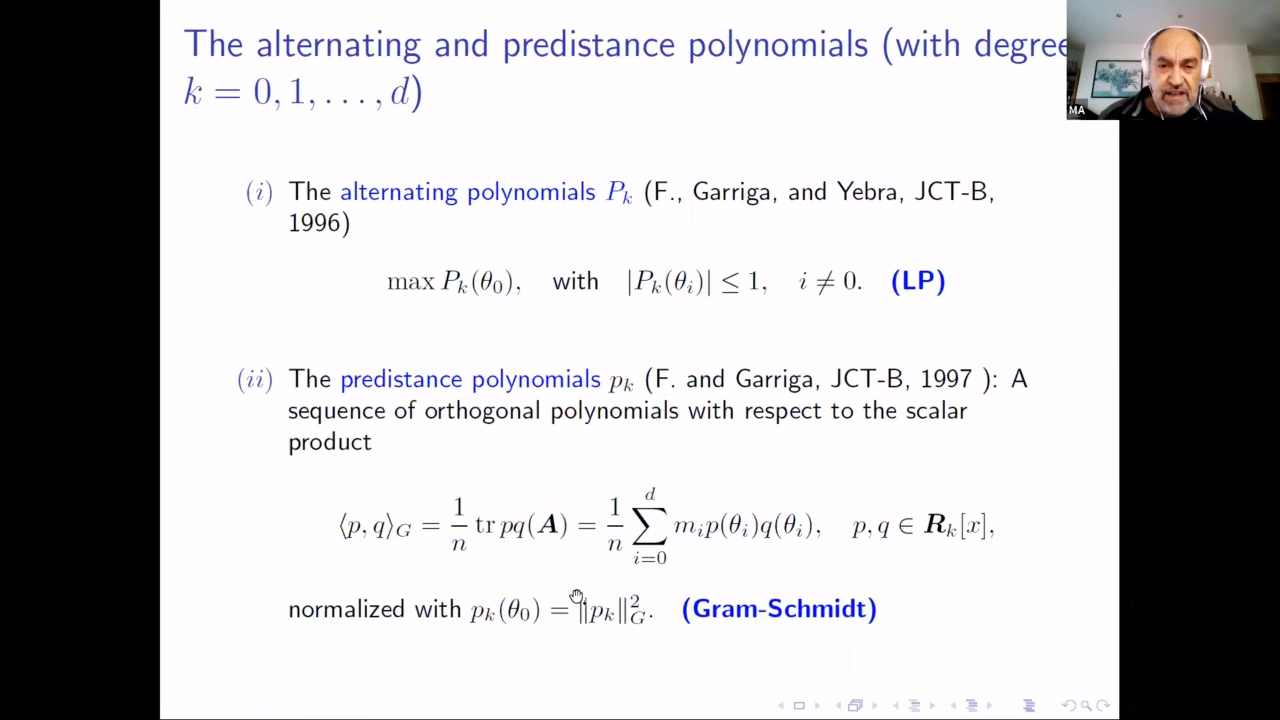 The alternating and predistance polynomials (with degree
k = 0, 1, . . . , d)
MA
(i) The alternating polynomials P_k (F., Garriga, and Yebra, JCT-B,
1996)
max P_k(θ_0), with |P_k(θ_i)| ≤ 1, i ≠ 0. (LP)
(ii) The predistance polynomials p_k (F. and Garriga, JCT-B, 1997 ): A
sequence of orthogonal polynomials with respect to the scalar
product
⟨p, q⟩_G = 1/n tr pq(A) = 1/n ∑_{i=0}^{d} m_i p(θ_i)q(θ_i), p, q ∈ R_k[x],
normalized with p_k(θ_0) = ‖p_k‖²_G. (Gram-Schmidt)